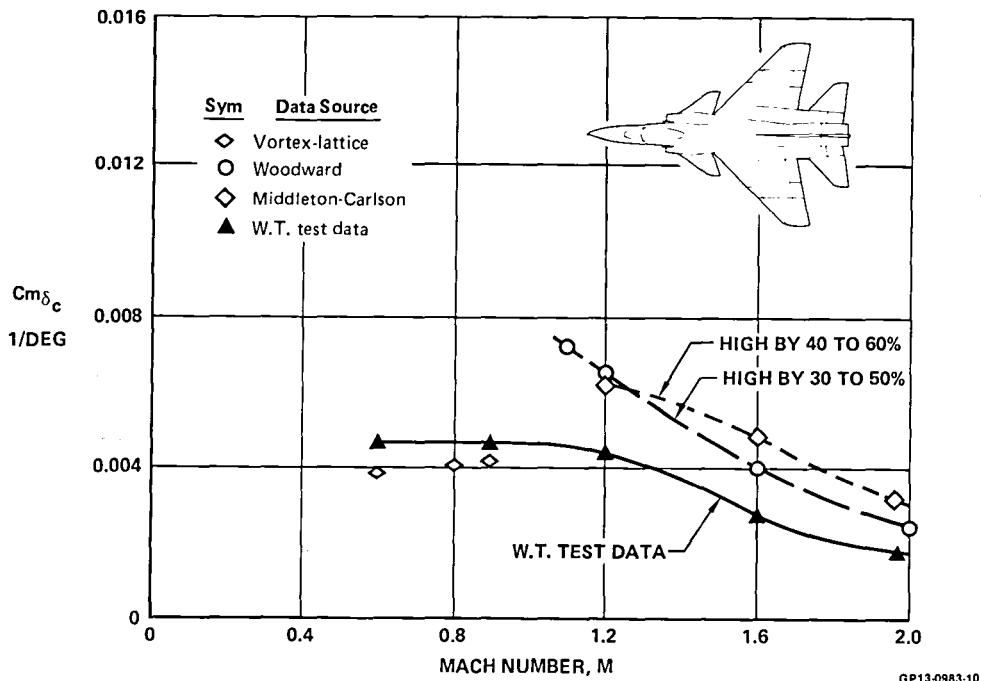 0.016
0.012
0.008
0.004
0
Cmδc
1/DEG
Sym Data Source
Vortex-lattice
Woodward
Middleton-Carlson
W.T. test data
HIGH BY 40 TO 60%
HIGH BY 30 TO 50%
W.T. TEST DATA
0 0.4 0.8 1.2 1.6 2.0
MACH NUMBER, M
GP13-0983-10